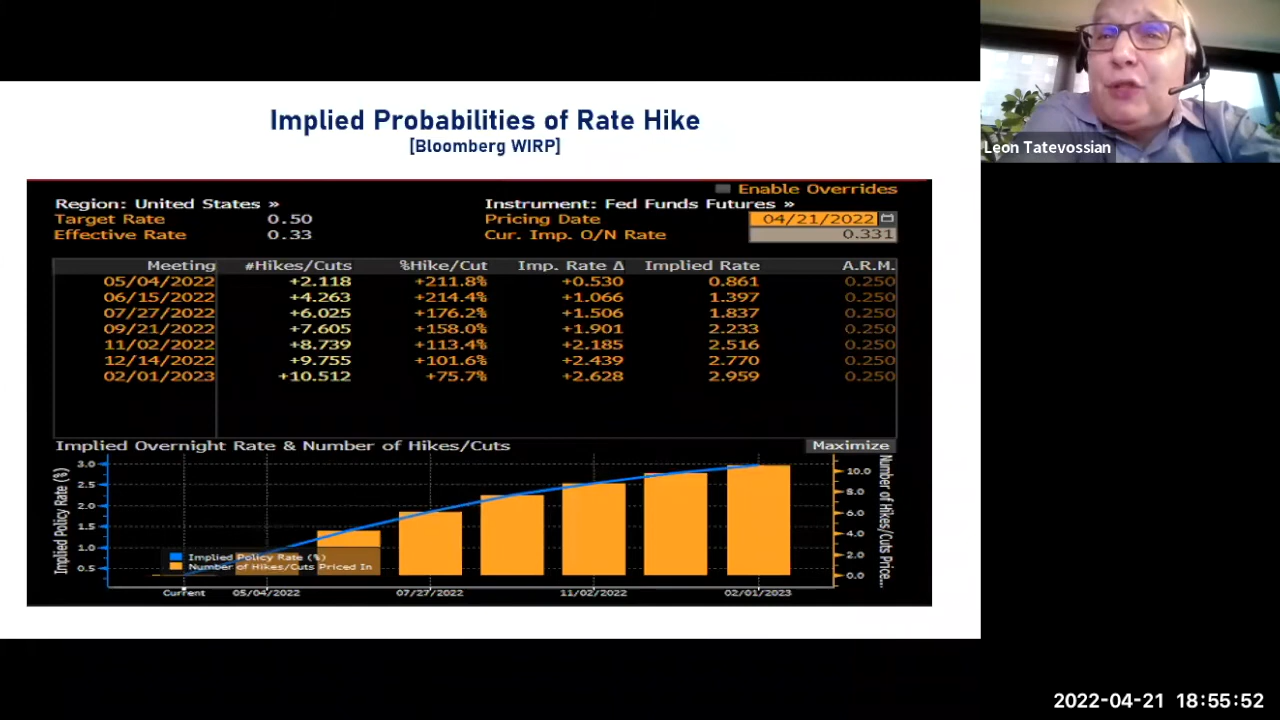 Implied Probabilities of Rate Hike
[Bloomberg WIRP]
Leon Tatevossian
Enable Overrides
Region: United States » Instrument: Fed Funds Futures »
Target Rate 0.50 Pricing Date 04/21/2022
Effective Rate 0.33 Cur. Imp. O/N Rate 0.331
Meeting #Hikes/Cuts %Hike/Cut Imp. Rate Δ Implied Rate A.R.M.
05/04/2022 +2.118 +211.8% +0.530 0.861 0.250
06/15/2022 +4.263 +214.4% +1.066 1.397 0.250
07/27/2022 +6.025 +176.2% +1.506 1.837 0.250
09/21/2022 +7.605 +158.0% +1.901 2.233 0.250
11/02/2022 +8.739 +113.4% +2.185 2.516 0.250
12/14/2022 +9.755 +101.6% +2.439 2.770 0.250
02/01/2023 +10.512 +75.7% +2.628 2.959 0.250
Implied Overnight Rate & Number of Hikes/Cuts Maximize
Implied Policy Rate (%)
3.0
2.5
2.0
1.5
1.0
0.5
Implied Policy Rate (%)
Number of Hikes/Cuts Priced In
10.0
8.0
6.0
4.0
2.0
0.0
Number of Hikes/Cuts Price...
Current 05/04/2022 07/27/2022 11/02/2022 02/01/2023
2022-04-21 18:55:52